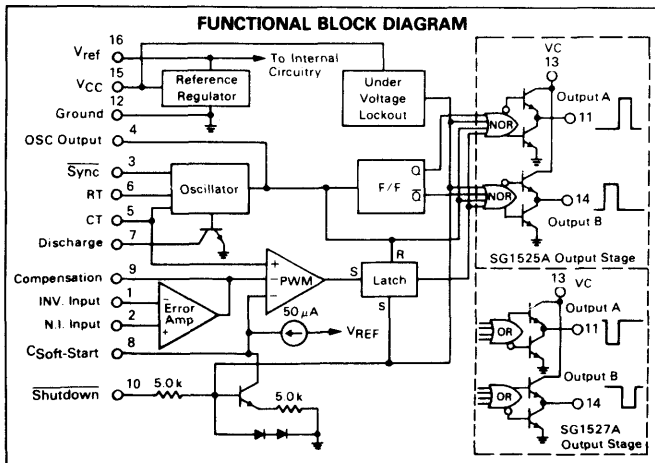 FUNCTIONAL BLOCK DIAGRAM
Vref 16
VCC 15
Ground 12
OSC Output 4
Sync 3
RT 6
CT 5
Discharge 7
Compensation 9
INV. Input 1
N.I. Input 2
CSoft-Start 8
Shutdown 10
5.0 k
Reference
Regulator
To Internal
Circuitry
Under
Voltage
Lockout
Oscillator
F/F
Q
Q
+
−
−
PWM
S
R
Latch
S
−
Error
Amp
+
50 μA
VREF
5.0 k
VC
13
Output A
NOR
11
NOR
14
Output B
SG1525A Output Stage
13 VC
Output A
OR
11
Output B
OR
14
SG1527A
Output Stage